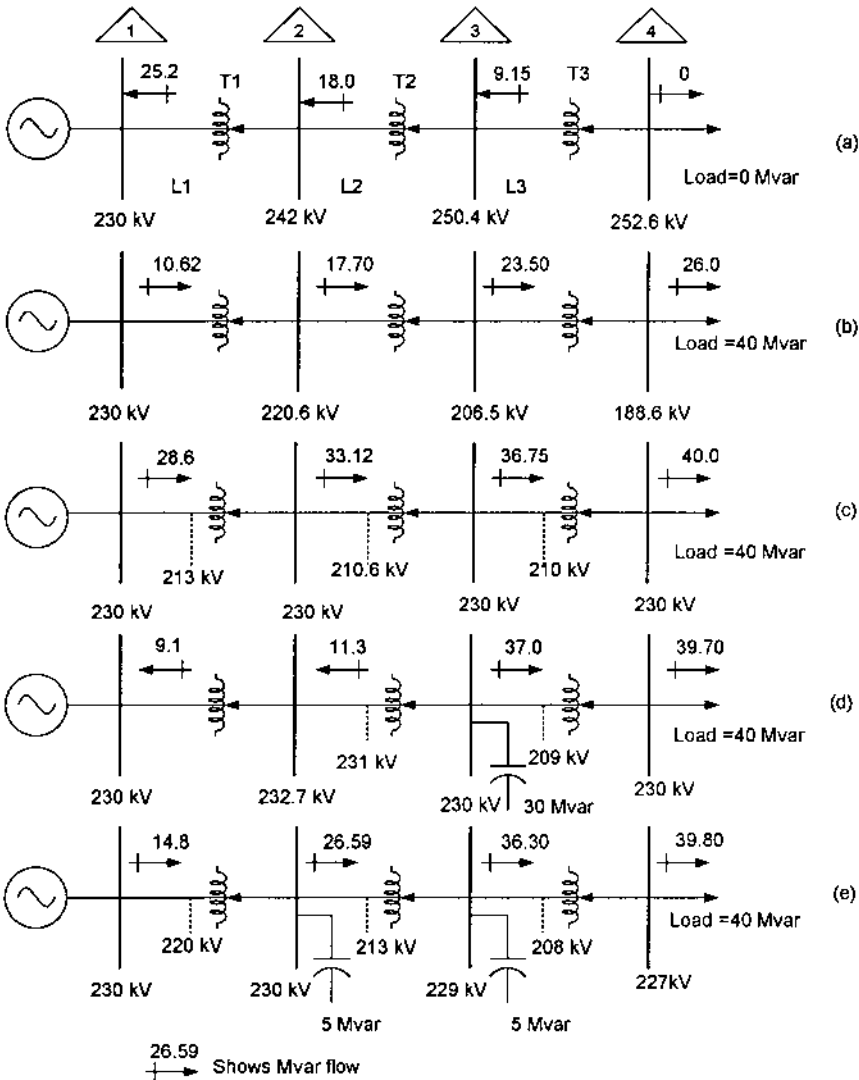 1 2 3 4
25.2 T1 18.0 T2 9.15 T3 0
(a)
L1 L2 L3 Load=0 Mvar
230 kV 242 kV 250.4 kV 252.6 kV
10.62 17.70 23.50 26.0
(b)
Load =40 Mvar
230 kV 220.6 kV 206.5 kV 188.6 kV
28.6 33.12 36.75 40.0
(c)
Load =40 Mvar
213 kV 210.6 kV 210 kV
230 kV 230 kV 230 kV 230 kV
9.1 11.3 37.0 39.70
(d)
Load =40 Mvar
231 kV 209 kV
230 kV 232.7 kV 230 kV 30 Mvar 230 kV
14.8 26.59 36.30 39.80
(e)
Load =40 Mvar
220 kV 213 kV 208 kV
230 kV 230 kV 229 kV 227kV
5 Mvar 5 Mvar
26.59
Shows Mvar flow